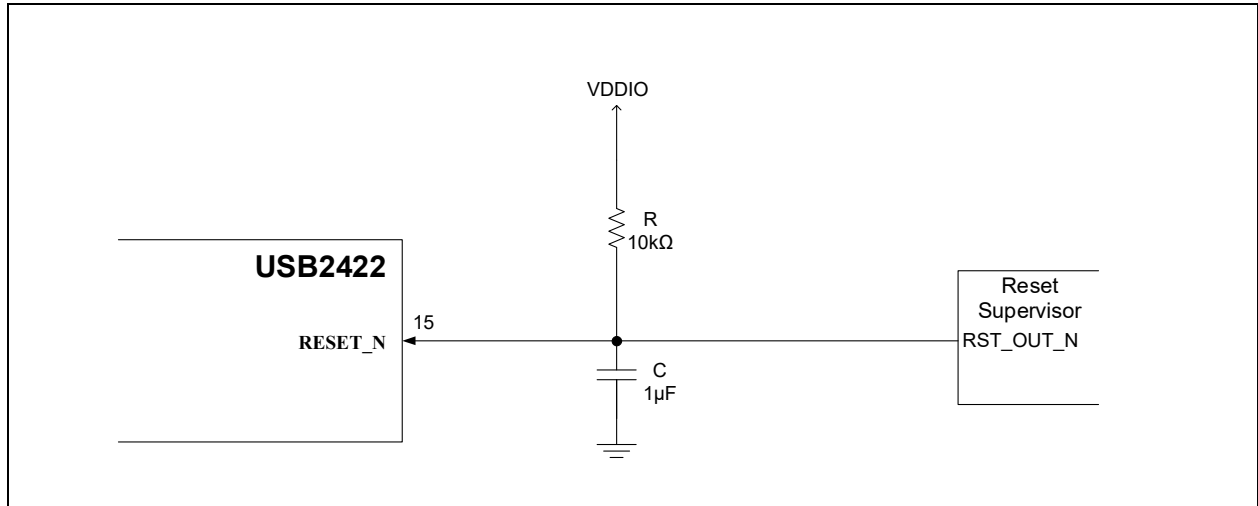 VDDIO
R
10kΩ
USB2422
Reset
Supervisor
15
RESET_N
RST_OUT_N
C
1µF